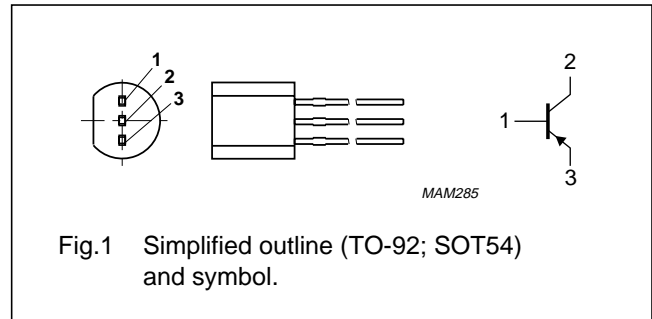 1
2
3
2
1
3
MAM285
Fig.1 Simplified outline (TO-92; SOT54)
and symbol.